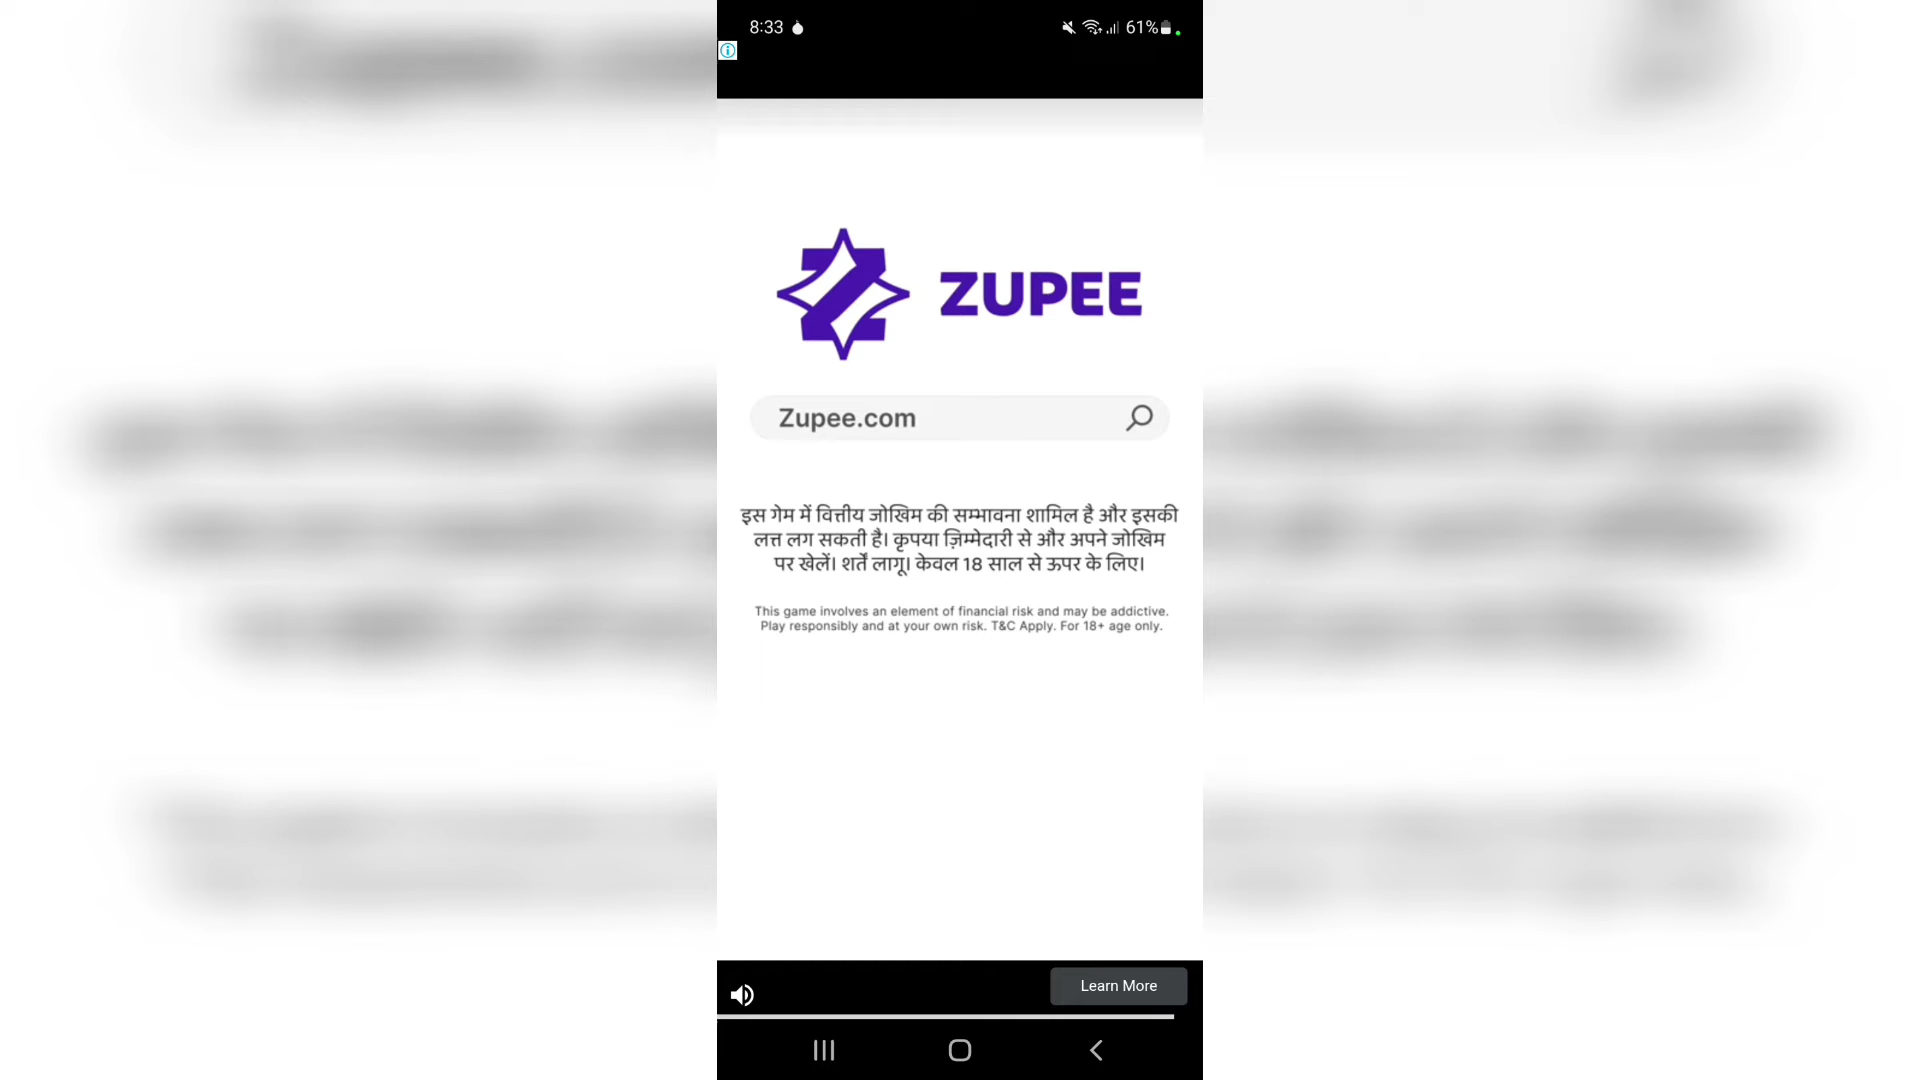 8:33
61%
ZUPEE
Zupee.com
इस गेम में वित्तीय जोखिम की सम्भावना शामिल है और इसकी
लत्त लग सकती है। कृपया ज़िम्मेदारी से और अपने जोखिम
पर खेलें। शर्तें लागू। केवल 18 साल से ऊपर के लिए।
This game involves an element of financial risk and may be addictive.
Play responsibly and at your own risk. T&C Apply. For 18+ age only.
Learn More